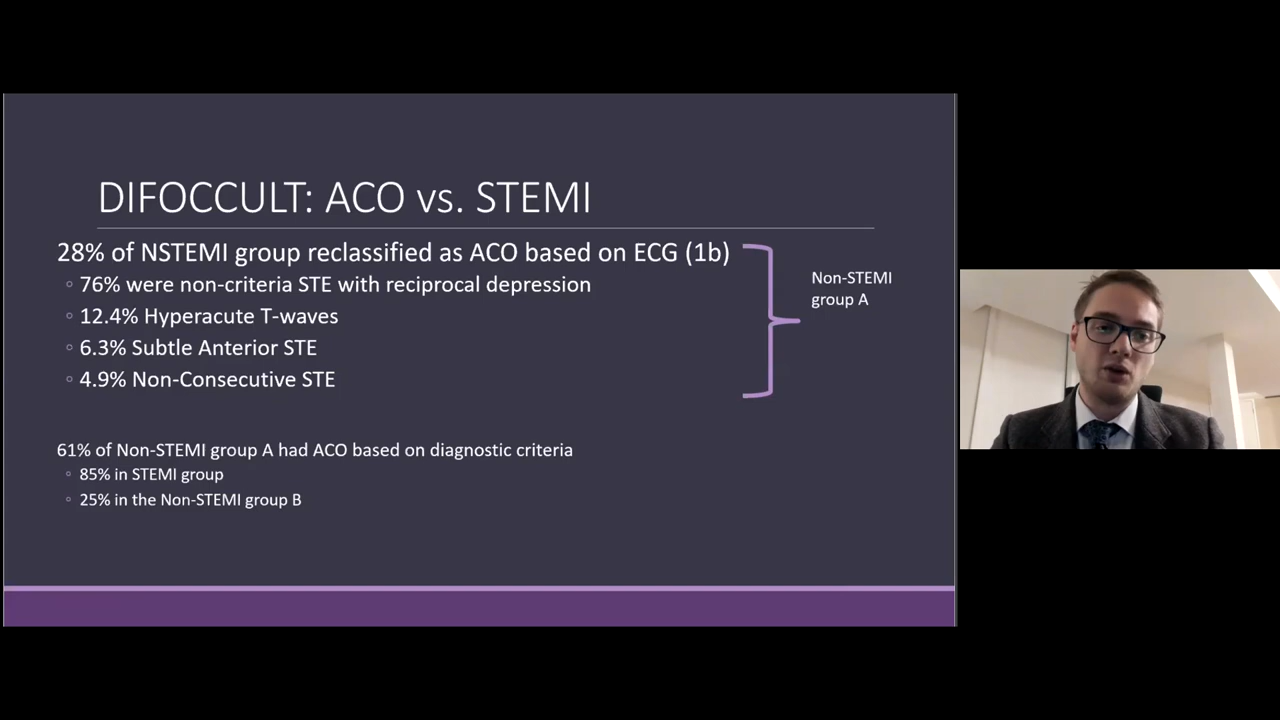 DIFOCCULT: ACO vs. STEMI
28% of NSTEMI group reclassified as ACO based on ECG (1b)
◦ 76% were non-criteria STE with reciprocal depression
◦ 12.4% Hyperacute T-waves
◦ 6.3% Subtle Anterior STE
◦ 4.9% Non-Consecutive STE
Non-STEMI
group A
61% of Non-STEMI group A had ACO based on diagnostic criteria
◦ 85% in STEMI group
◦ 25% in the Non-STEMI group B